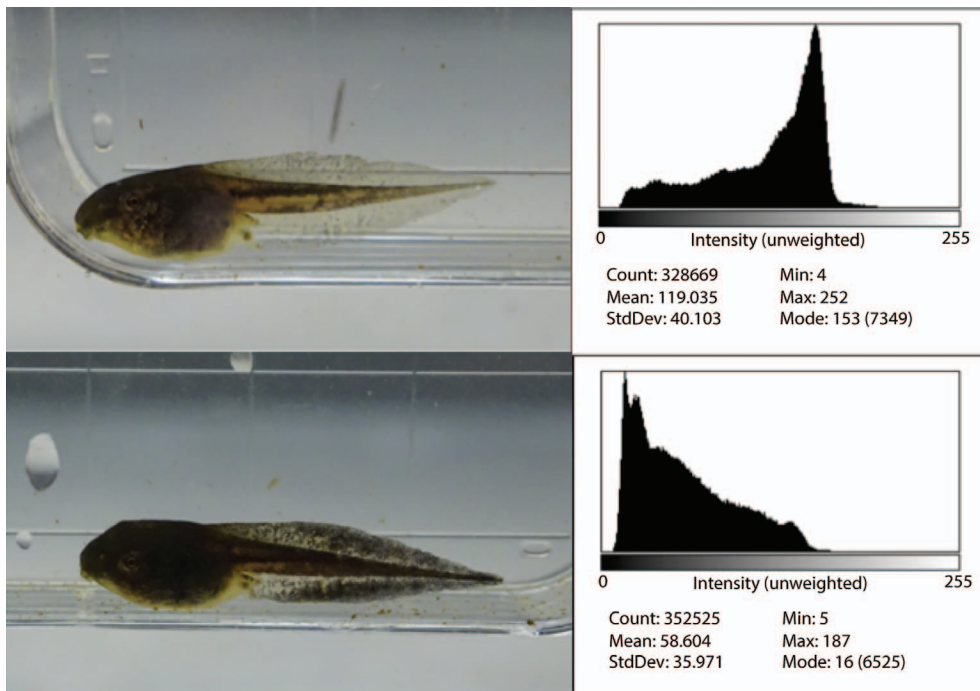 0 255
Intensity (unweighted)
Count: 328669 Min: 4
Mean: 119.035 Max: 252
StdDev: 40.103 Mode: 153 (7349)
0 255
Intensity (unweighted)
Count: 352525 Min: 5
Mean: 58.604 Max: 187
StdDev: 35.971 Mode: 16 (6525)